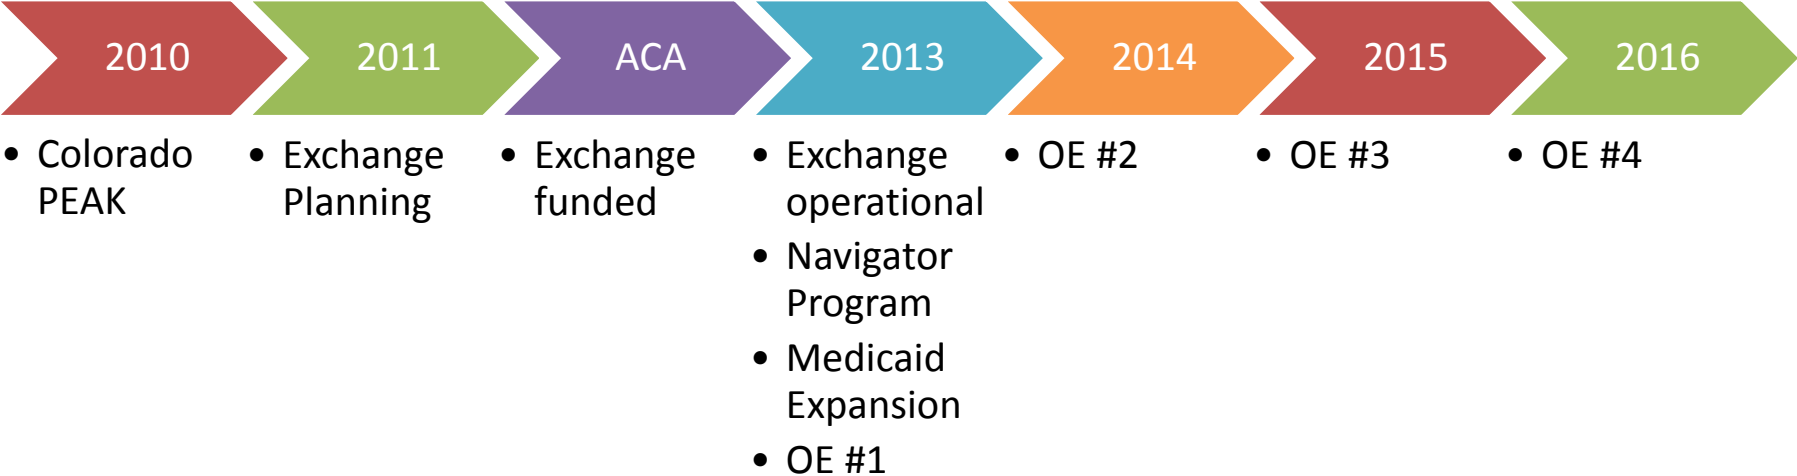 2010
2011
ACA
2013
2014
2015
2016
• Colorado
PEAK
• Exchange
Planning
• Exchange
funded
• Exchange
operational
• Navigator
Program
• Medicaid
Expansion
• OE #1
• OE #2
• OE #3
• OE #4